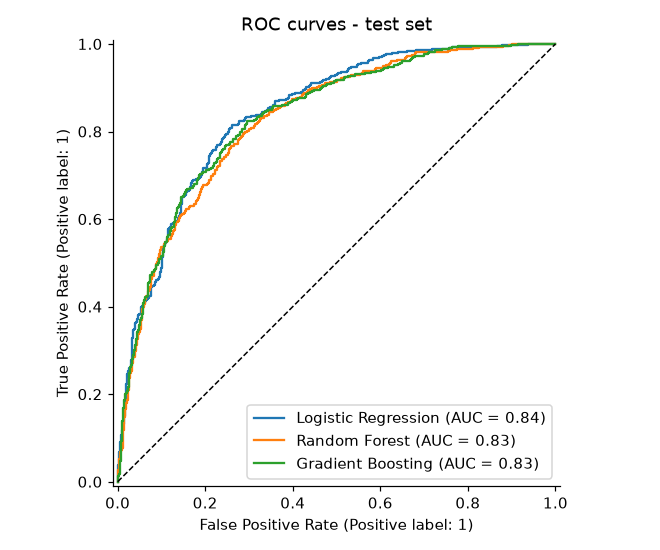 ROC curves - test set
True Positive Rate (Positive label: 1)
1.0
0.8
0.6
0.4
0.2
0.0
Logistic Regression (AUC = 0.84)
Random Forest (AUC = 0.83)
Gradient Boosting (AUC = 0.83)
0.0 0.2 0.4 0.6 0.8 1.0
False Positive Rate (Positive label: 1)